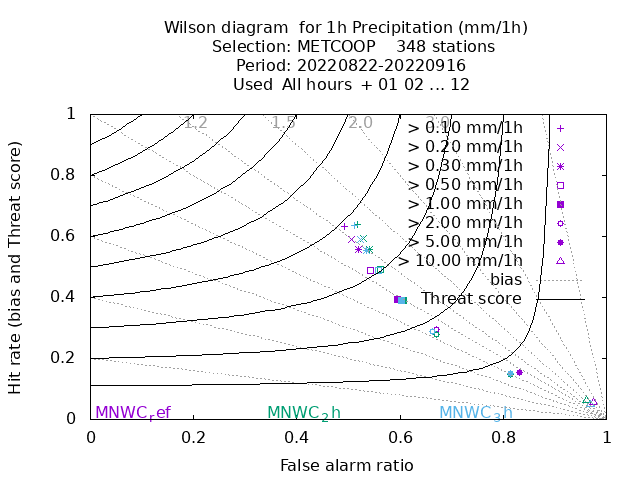 Wilson diagram for 1h Precipitation (mm/1h)
Selection: METCOOP 348 stations
Period: 20220822-20220916
Used All hours + 01 02 ... 12
Hit rate (bias and Threat score)
1
0.8
0.6
0.4
0.2
0
1.2
1.5
2.0
3.0
> 0.10 mm/1h
> 0.20 mm/1h
> 0.30 mm/1h
> 0.50 mm/1h
> 1.00 mm/1h
> 2.00 mm/1h
> 5.00 mm/1h
> 10.00 mm/1h
bias
Threat score
MNWCref MNWC2h MNWC3h
0 0.2 0.4 0.6 0.8 1
False alarm ratio